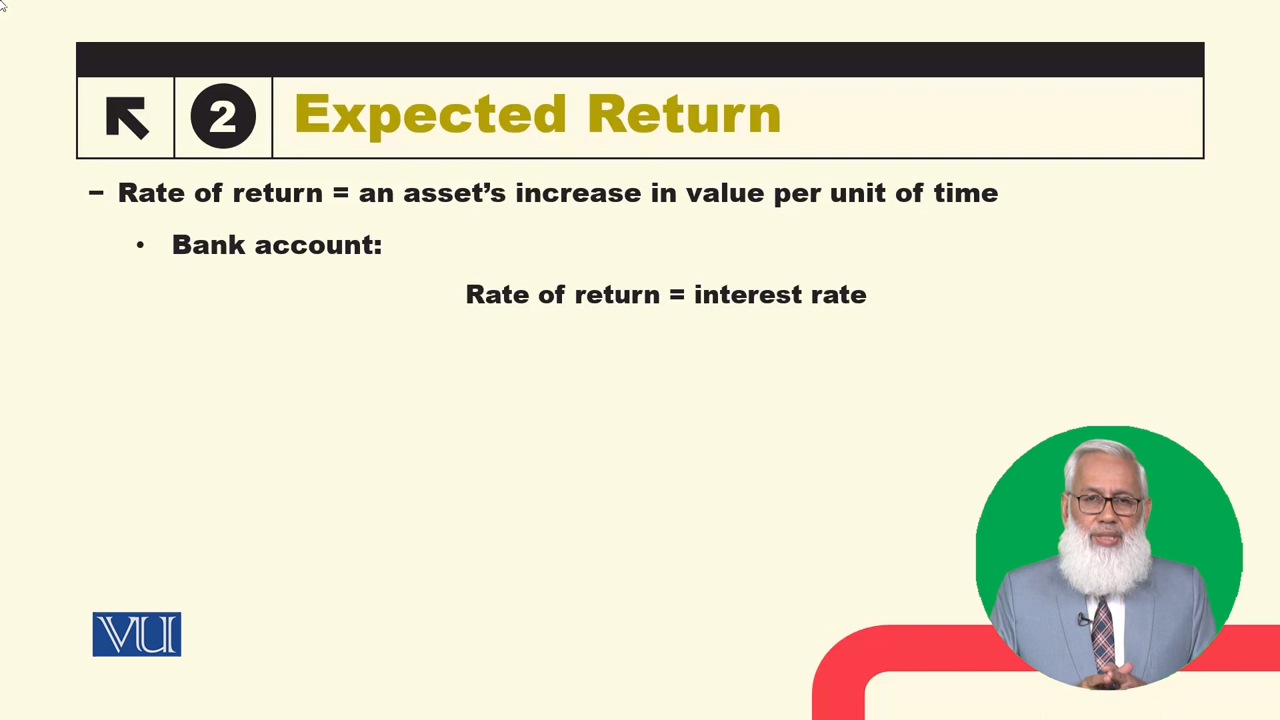 2
Expected Return
– Rate of return = an asset’s increase in value per unit of time
• Bank account:
Rate of return = interest rate
VU